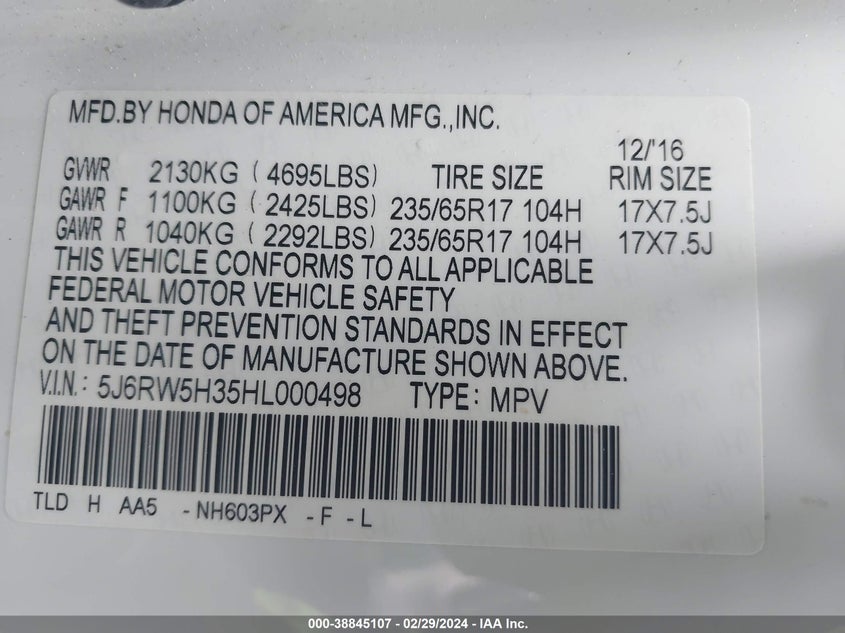 MFD.BY HONDA OF AMERICA MFG.,INC.
12/'16
GVWR 2130KG (4695LBS) TIRE SIZE RIM SIZE
GAWR F 1100KG (2425LBS) 235/65R17 104H 17X7.5J
GAWR R 1040KG (2292LBS) 235/65R17 104H 17X7.5J
THIS VEHICLE CONFORMS TO ALL APPLICABLE
FEDERAL MOTOR VEHICLE SAFETY
AND THEFT PREVENTION STANDARDS IN EFFECT
ON THE DATE OF MANUFACTURE SHOWN ABOVE.
V.I.N.: 5J6RW5H35HL000498 TYPE: MPV
TLD H AA5 -NH603PX -F -L
000-38845107 - 02/29/2024 - IAA Inc.